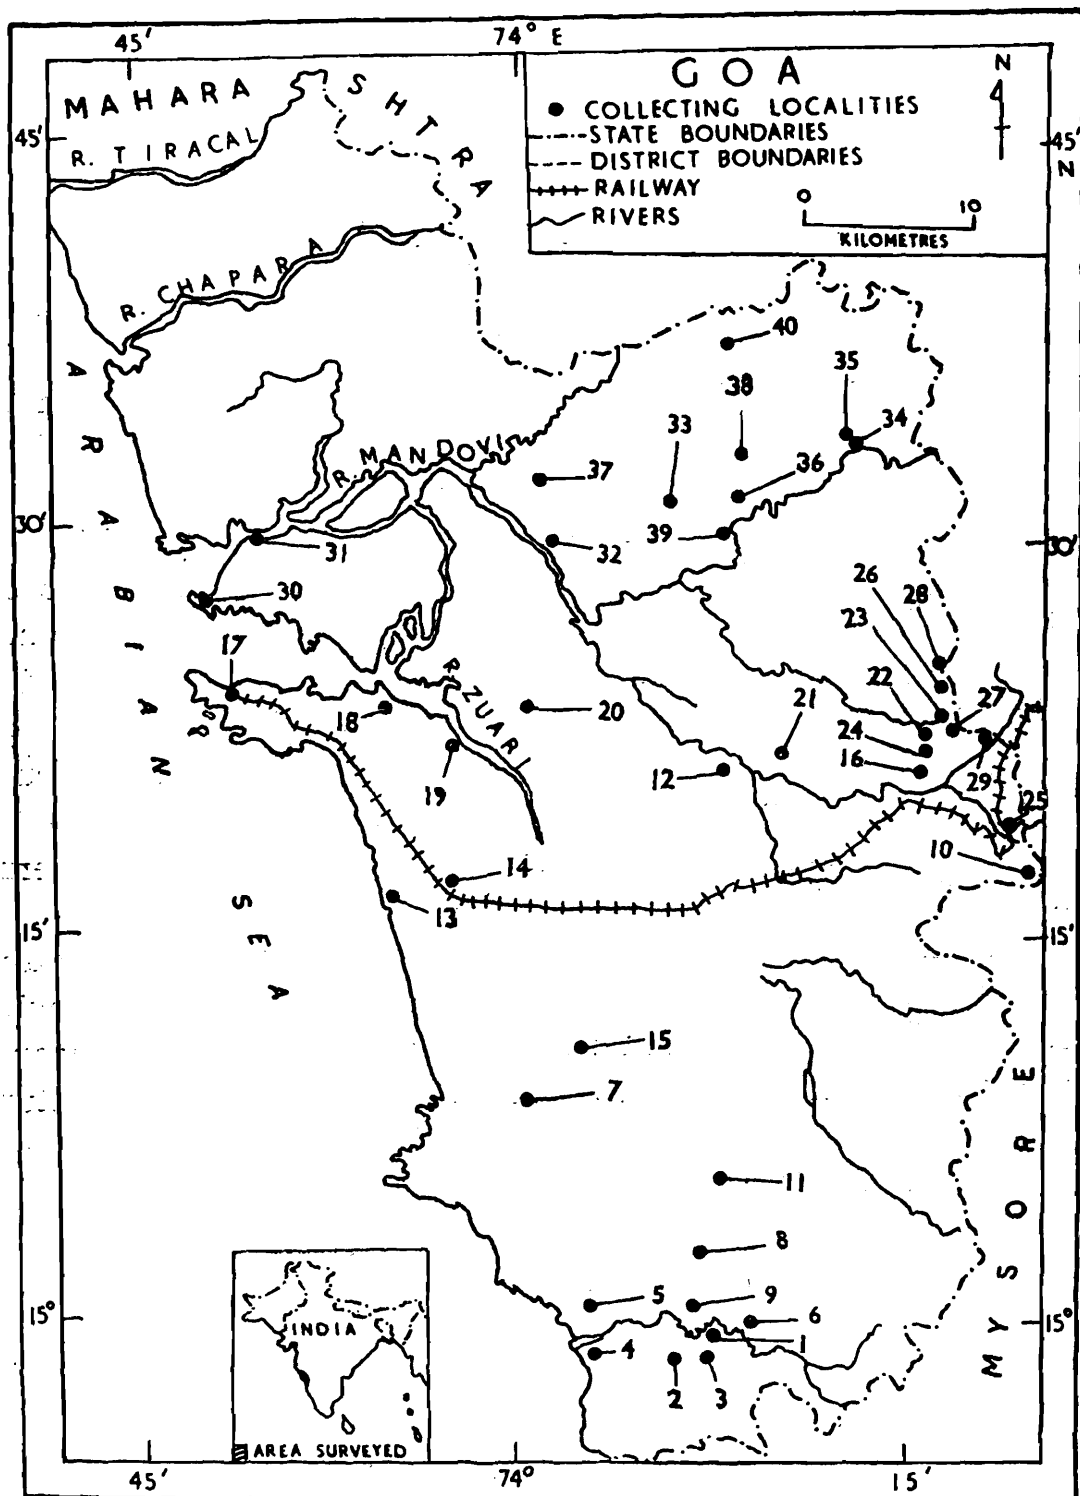 45'
74° E
GOA
N
COLLECTING LOCALITIES
STATE BOUNDARIES
DISTRICT BOUNDARIES
RAILWAY
RIVERS
0 10
KILOMETRES
MAHARASHTRA
45'
45'
N
R. TIRACAL
R. CHAPARA
40
35
38
34
33
R. MANDOVI
37
36
39
32
31
30'
30'
30
26
28
23
17
22
27
R. ZUARI
21
20
18
24
16
12
29
19
25
14
10
13
15'
15'
ARABIAN SEA
15
7
11
8
5
9
6
1
4
2
3
15°
15°
MYSORE
INDIA
AREA SURVEYED
45'
74°
15'